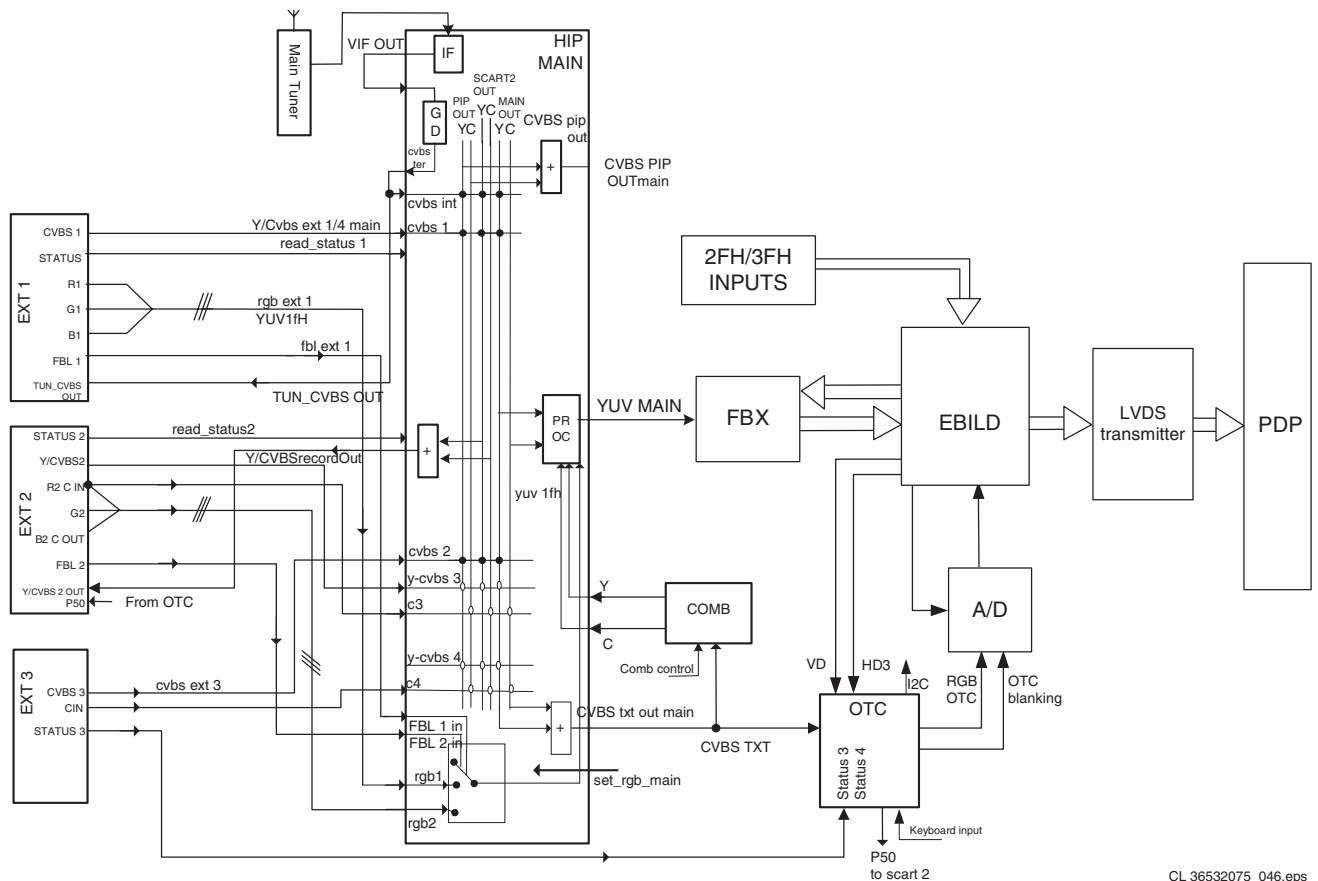 Main Tuner
VIF OUT
IF
HIP
MAIN
SCART2
OUT
YC
PIP
OUT
YC
MAIN
OUT
YC
G
D
CVBS pip
out
+
CVBS PIP
OUTmain
cvbs
ter
cvbs int
EXT 1
CVBS 1
STATUS
R1
G1
B1
FBL 1
TUN_CVBS
OUT
Y/Cvbs ext 1/4 main
read_status 1
rgb ext 1
YUV1fH
fbl ext 1
TUN_CVBS OUT
cvbs 1
2FH/3FH
INPUTS
PR
OC
YUV MAIN
FBX
EBILD
LVDS
transmitter
PDP
EXT 2
STATUS 2
Y/CVBS2
R2 C IN
G2
B2 C OUT
FBL 2
Y/CVBS 2 OUT
P50
From OTC
read_status2
Y/CVBSrecordOut
+
yuv 1fh
cvbs 2
y-cvbs 3
c3
y-cvbs 4
c4
Y
C
COMB
Comb control
A/D
EXT 3
CVBS 3
CIN
STATUS 3
cvbs ext 3
FBL 1 in
FBL 2 in
rgb1
rgb2
+
CVBS txt out main
CVBS TXT
set_rgb_main
VD
HD3
I2C
RGB
OTC
OTC
blanking
OTC
Status 3
Status 4
Keyboard input
P50
to scart 2
CL 36532075_046.eps